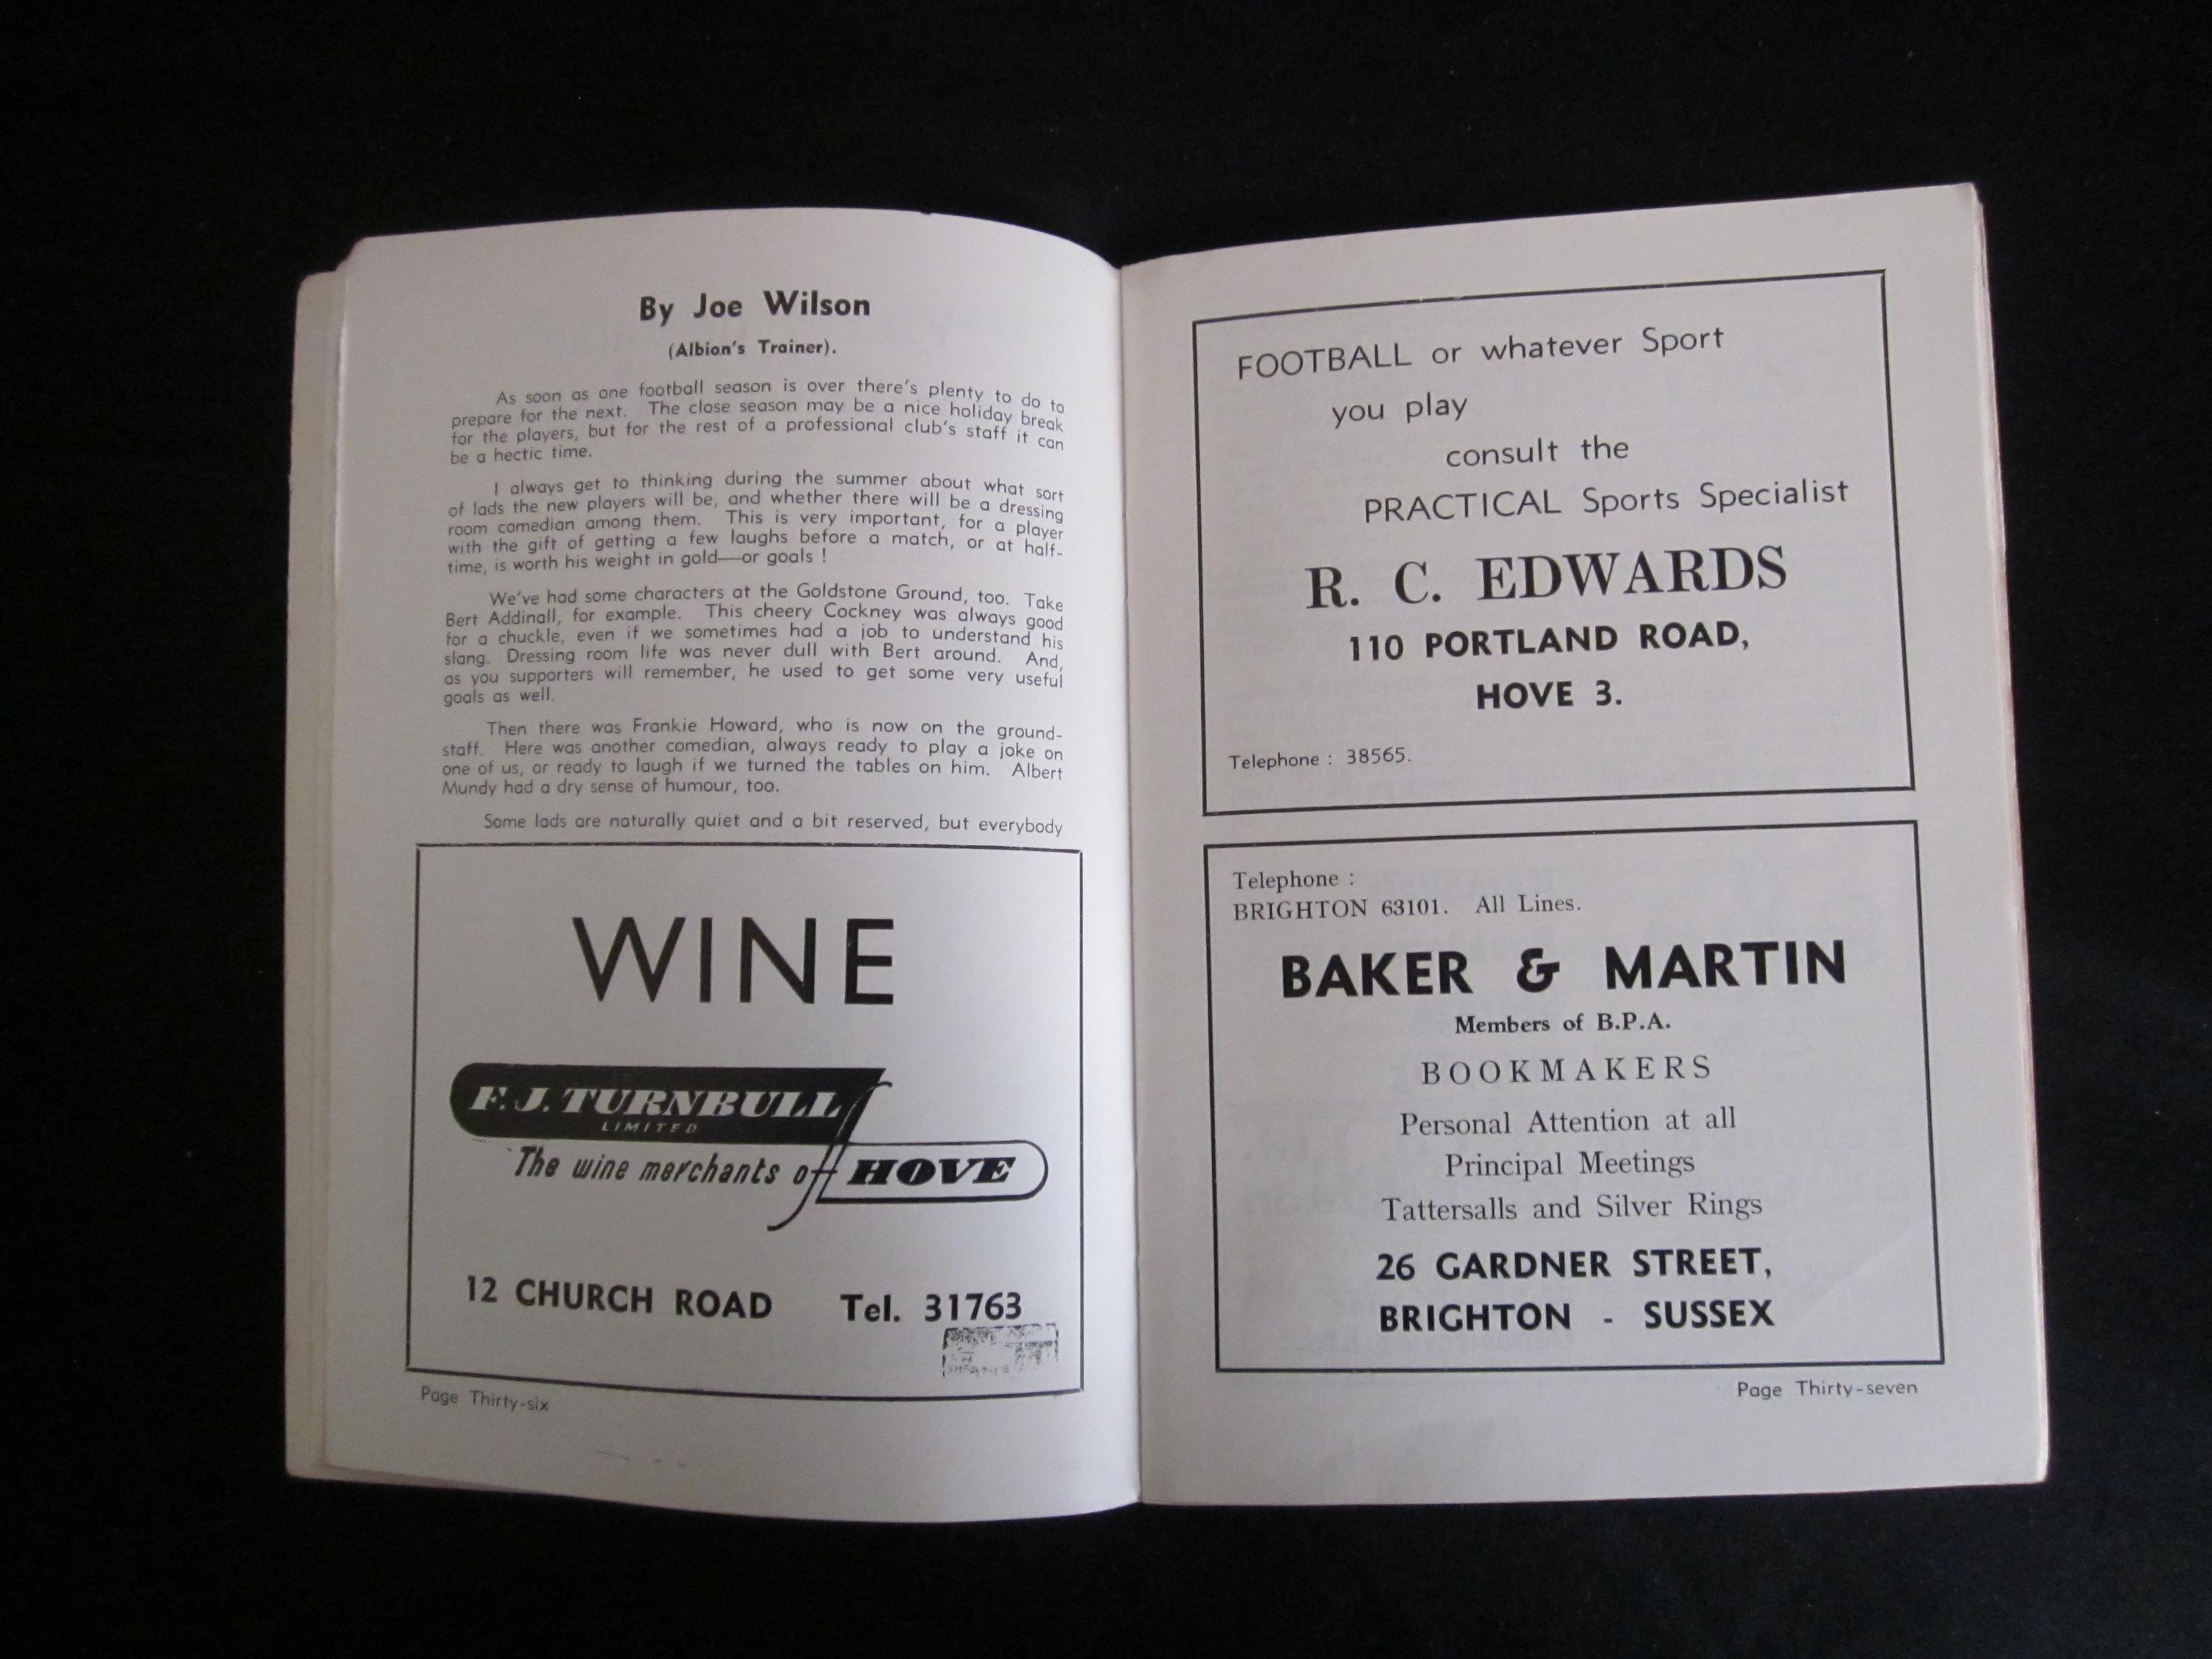 By Joe Wilson
(Albion's Trainer).
As soon as one football season is over there's plenty to do to
prepare for the next. The close season may be a nice holiday break
for the players, but for the rest of a professional club's staff it can
be a hectic time.
I always get to thinking during the summer about what sort
of lads the new players will be, and whether there will be a dressing
room comedian among them. This is very important, for a player
with the gift of getting a few laughs before a match, or at half-
time, is worth his weight in gold—or goals !
We've had some characters at the Goldstone Ground, too. Take
Bert Addinall, for example. This cheery Cockney was always good
for a chuckle, even if we sometimes had a job to understand his
slang. Dressing room life was never dull with Bert around. And,
as you supporters will remember, he used to get some very useful
goals as well.
Then there was Frankie Howard, who is now on the ground-
staff. Here was another comedian, always ready to play a joke on
one of us, or ready to laugh if we turned the tables on him. Albert
Mundy had a dry sense of humour, too.
Some lads are naturally quiet and a bit reserved, but everybody
WINE
F. J. TURNBULL
LIMITED
The wine merchants of HOVE
12 CHURCH ROAD Tel. 31763
Page Thirty-six
FOOTBALL or whatever Sport
you play
consult the
PRACTICAL Sports Specialist
R. C. EDWARDS
110 PORTLAND ROAD,
HOVE 3.
Telephone : 38565.
Telephone :
BRIGHTON 63101. All Lines.
BAKER & MARTIN
Members of B.P.A.
BOOKMAKERS
Personal Attention at all
Principal Meetings
Tattersalls and Silver Rings
26 GARDNER STREET,
BRIGHTON - SUSSEX
Page Thirty-seven